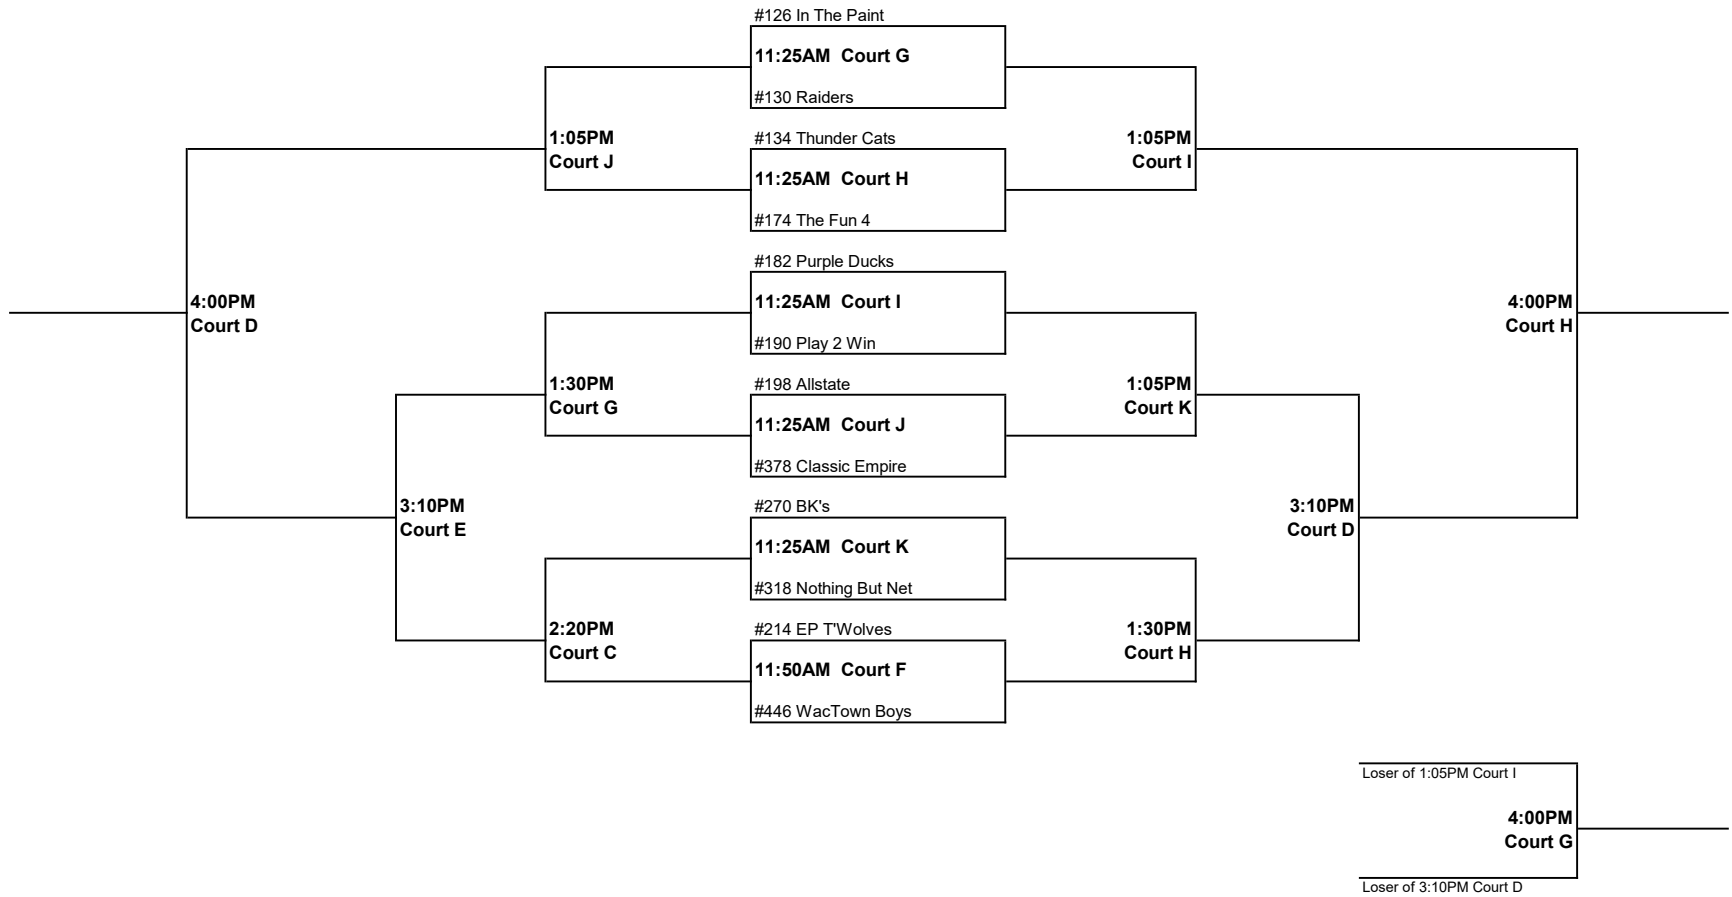 #126 In The Paint
11:25AM  Court G
#130 Raiders
1:05PM
Court J
#134 Thunder Cats
11:25AM  Court H
#174 The Fun 4
1:05PM
Court I
#182 Purple Ducks
11:25AM  Court I
#190 Play 2 Win
4:00PM
Court D
4:00PM
Court H
1:30PM
Court G
#198 Allstate
11:25AM  Court J
#378 Classic Empire
1:05PM
Court K
3:10PM
Court E
#270 BK's
11:25AM  Court K
#318 Nothing But Net
3:10PM
Court D
2:20PM
Court C
#214 EP T'Wolves
11:50AM  Court F
#446 WacTown Boys
1:30PM
Court H
Loser of 1:05PM Court I
4:00PM
Court G
Loser of 3:10PM Court D